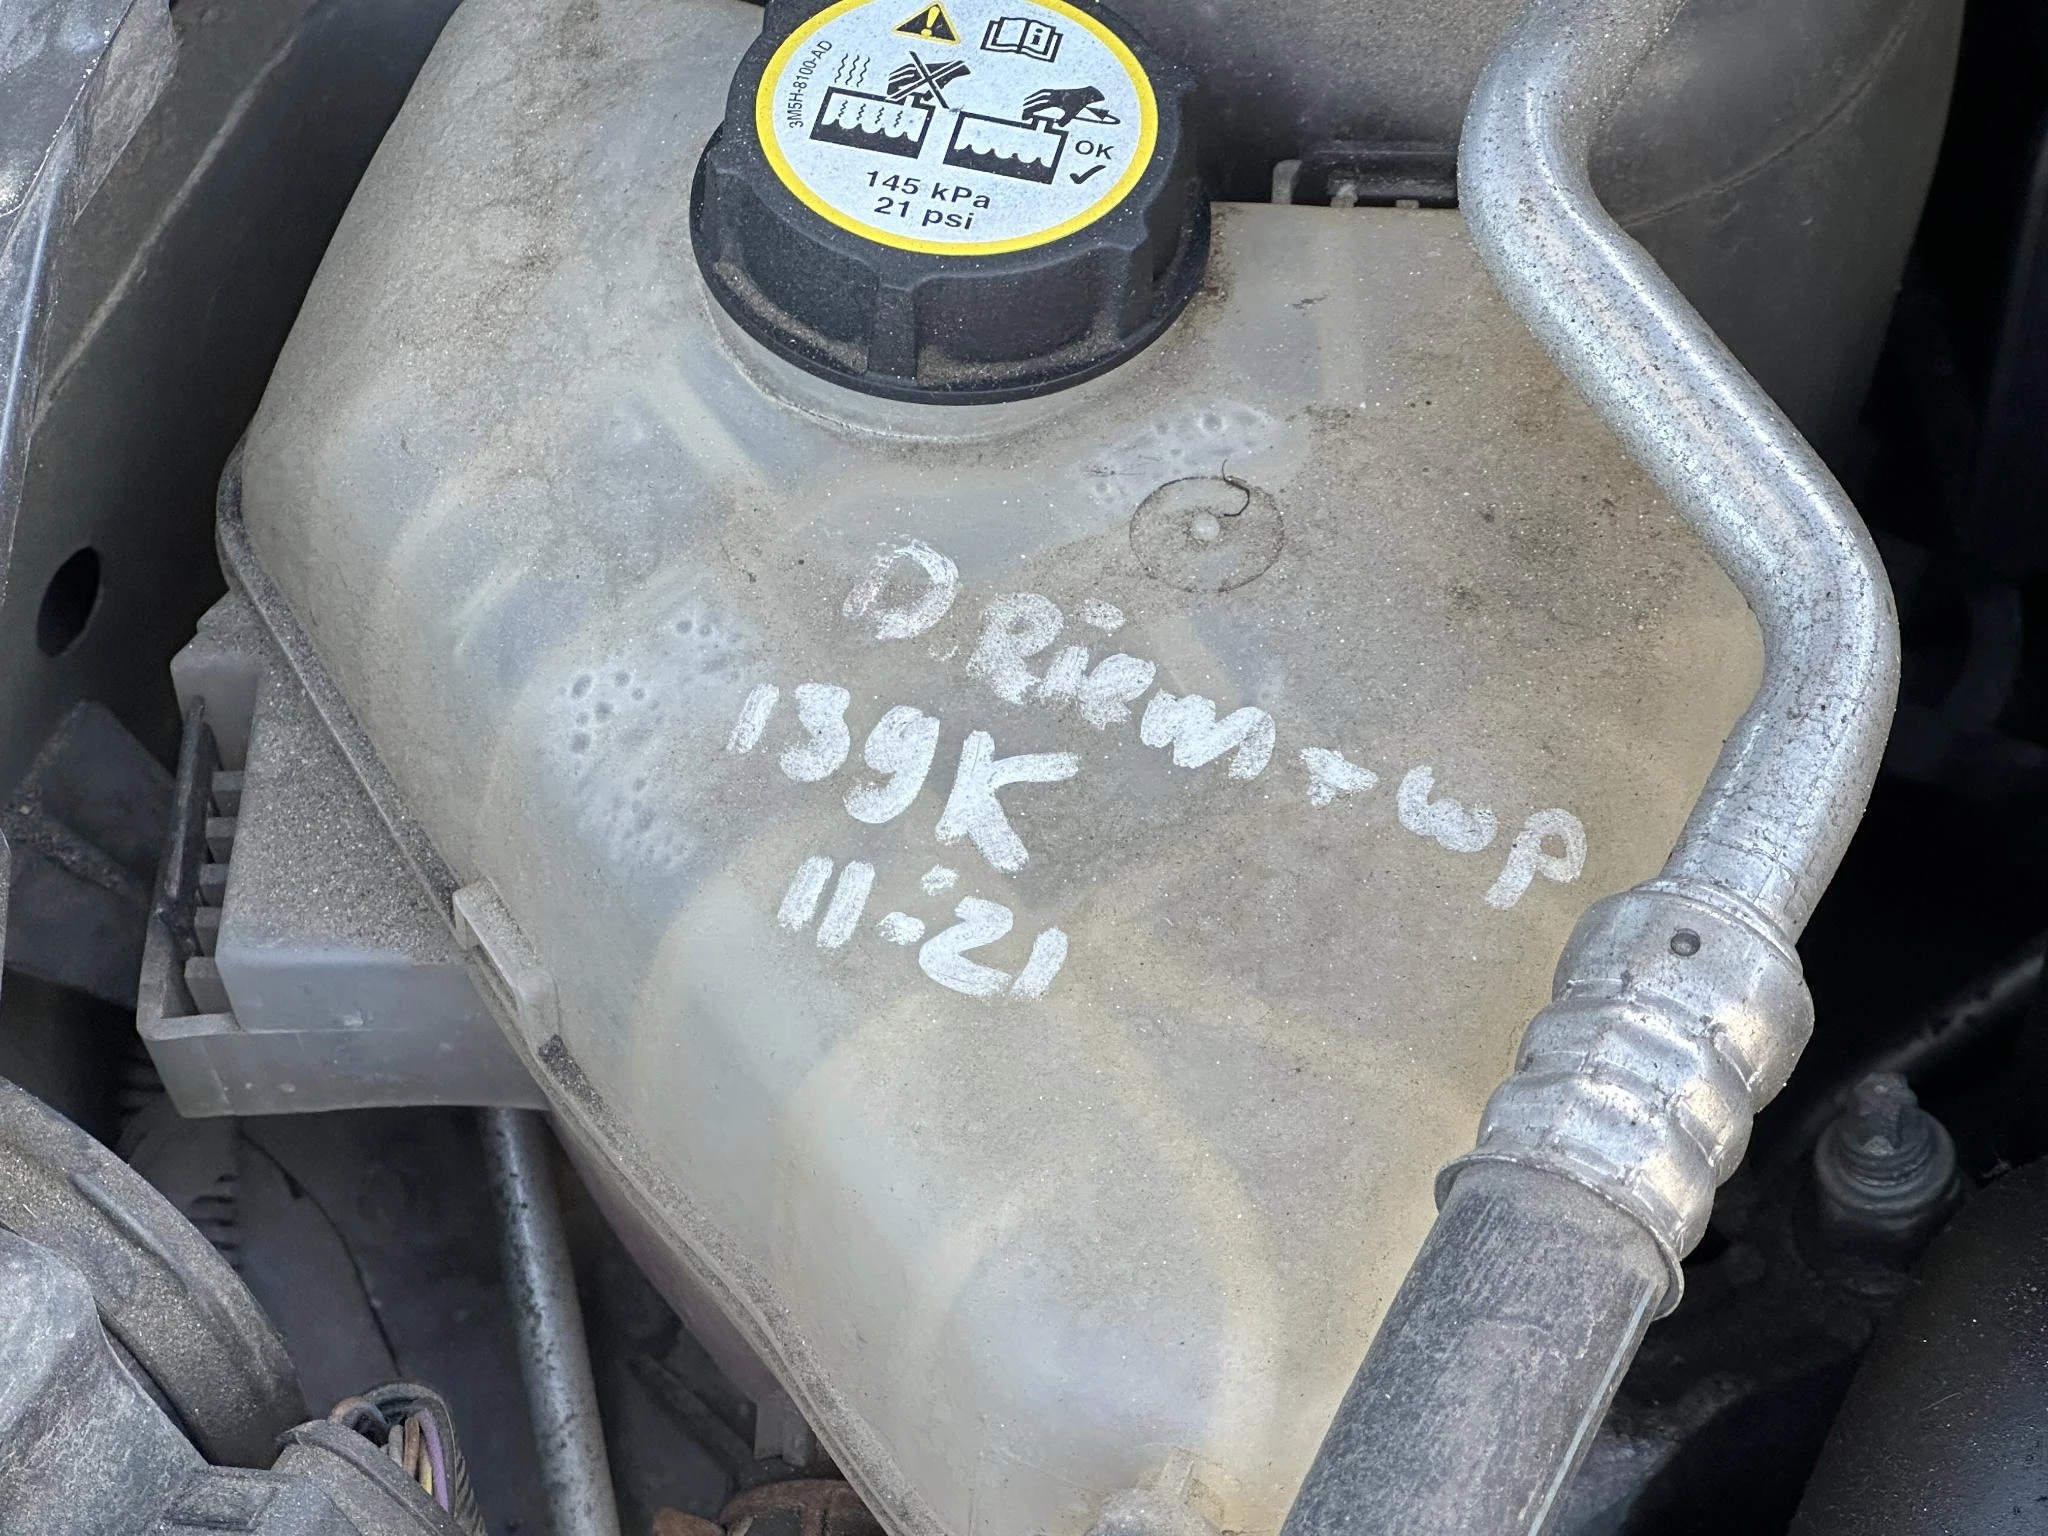 3M5H-8100-AD
OK
145 kPa
21 psi
D.Riem + WP
139K
11-21